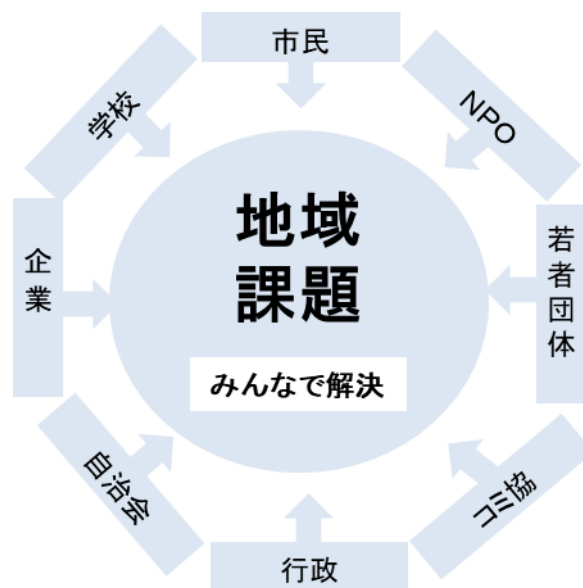 市民
NPO
若者団体
コミ協
行政
自治会
企業
学校
地域
課題
みんなで解決